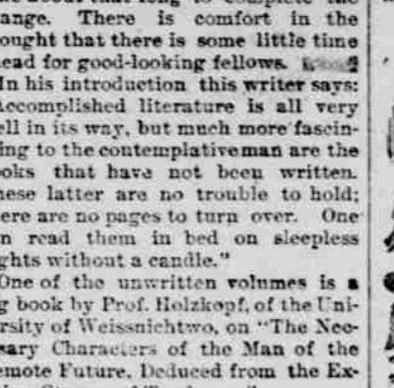 ange. There is comfort in the
ought that there is some little time
ead for good-looking fellows.
In his introduction this writer says:
Accomplished literature is all very
ell in its way, but much more fascin-
ing to the contemplative man are the
oks that have not been written.
hese latter are no trouble to hold;
ere are no pages to turn over. One
n read them in bed on sleepless
ghts without a candle."
One of the unwritten volumes is a
g book by Prof. Holzkopf, of the Uni-
rsity of Weissnichtwo, on "The Nec-
sary Characters of the Man of the
emote Future, Deduced from the Ex-